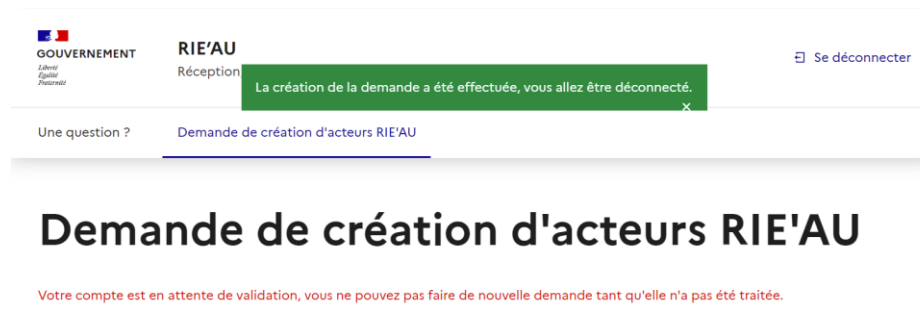 GOUVERNEMENT
Liberté
Égalité
Fraternité
RIE'AU
Réception,
La création de la demande a été effectuée, vous allez être déconnecté.
×
Se déconnecter
Une question ?
Demande de création d'acteurs RIE'AU
Demande de création d'acteurs RIE'AU
Votre compte est en attente de validation, vous ne pouvez pas faire de nouvelle demande tant qu'elle n'a pas été traitée.